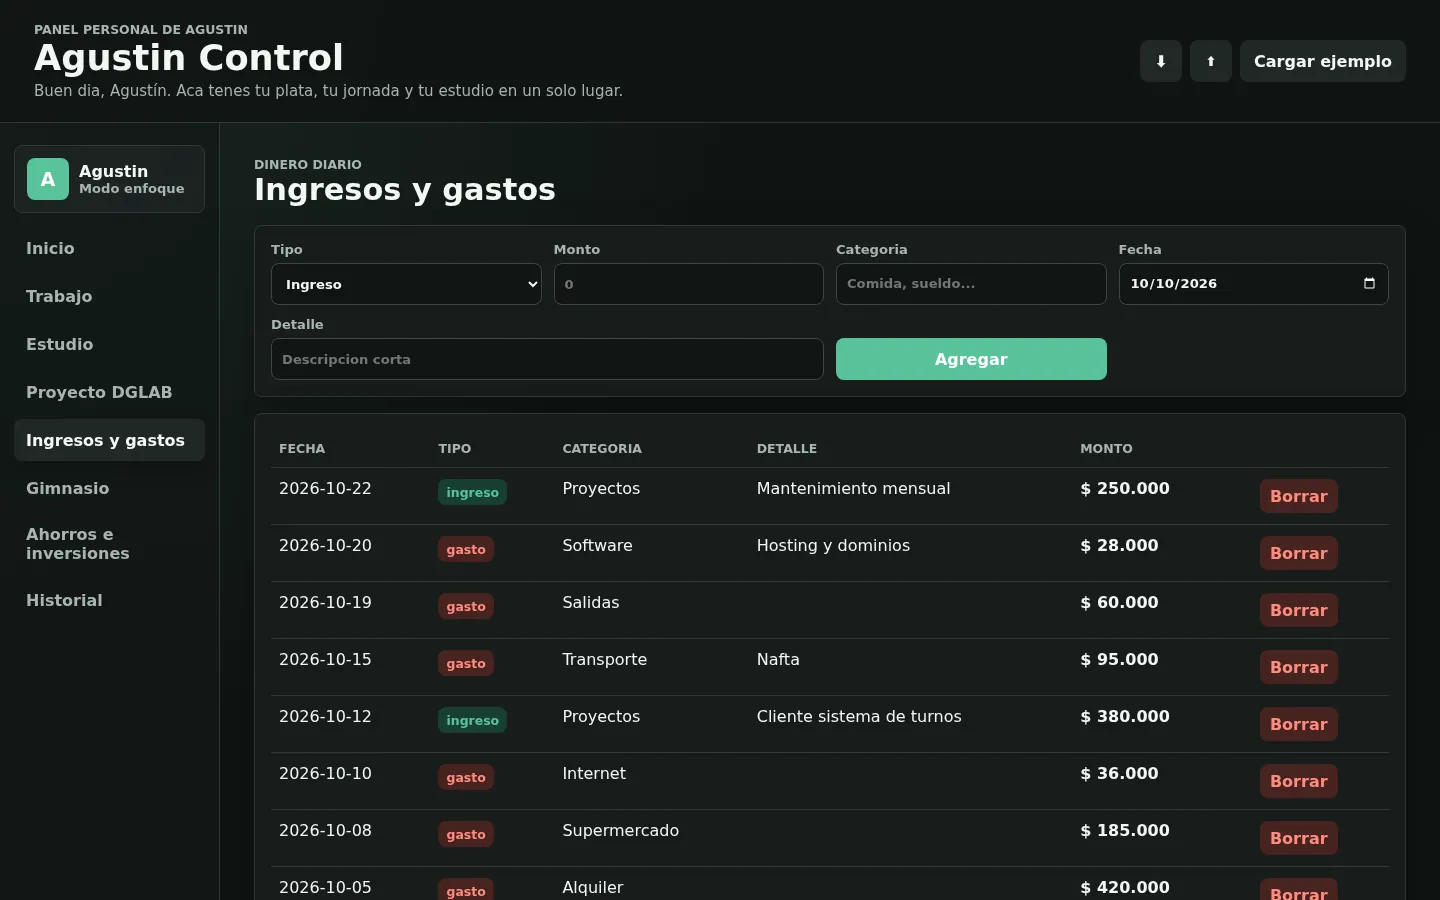 PANEL PERSONAL DE AGUSTIN
Agustin Control
Buen dia, Agustín. Aca tenes tu plata, tu jornada y tu estudio en un solo lugar.
⬇ ⬆ Cargar ejemplo
A
Agustin
Modo enfoque
Inicio
Trabajo
Estudio
Proyecto DGLAB
Ingresos y gastos
Gimnasio
Ahorros e
inversiones
Historial
DINERO DIARIO
Ingresos y gastos
Tipo Monto Categoria Fecha
Ingreso 0 Comida, sueldo... 10/10/2026
Detalle
Descripcion corta Agregar
FECHA TIPO CATEGORIA DETALLE MONTO
2026-10-22 ingreso Proyectos Mantenimiento mensual $ 250.000 Borrar
2026-10-20 gasto Software Hosting y dominios $ 28.000 Borrar
2026-10-19 gasto Salidas $ 60.000 Borrar
2026-10-15 gasto Transporte Nafta $ 95.000 Borrar
2026-10-12 ingreso Proyectos Cliente sistema de turnos $ 380.000 Borrar
2026-10-10 gasto Internet $ 36.000 Borrar
2026-10-08 gasto Supermercado $ 185.000 Borrar
2026-10-05 gasto Alquiler $ 420.000 Borrar